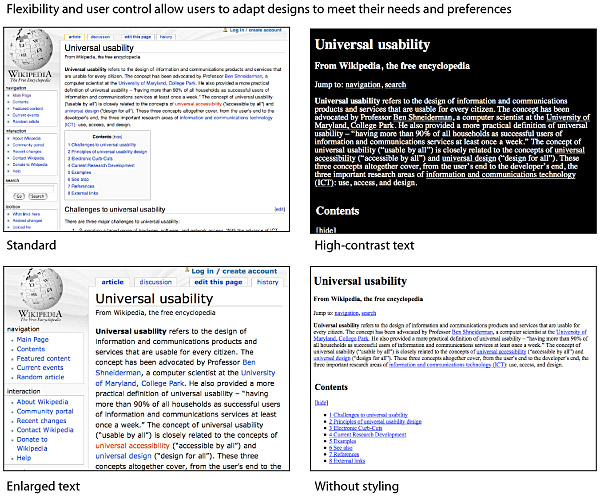 Flexibility and user control allow users to adapt designs to meet their needs and preferences
WIKIPEDIA
The Free Encyclopedia
navigation
Main Page
Contents
Featured content
Current events
Random article
interaction
About Wikipedia
Community portal
Recent changes
Contact Wikipedia
Donate to Wikipedia
Help
search
Go
Search
toolbox
What links here
Related changes
Upload file
Log in / create account
article
discussion
edit this page
history
Universal usability
From Wikipedia, the free encyclopedia
Universal usability refers to the design of information and communications products and services that
are usable for every citizen. The concept has been advocated by Professor Ben Shneiderman, a
computer scientist at the University of Maryland, College Park. He also provided a more practical
definition of universal usability – “having more than 90% of all households as successful users of
information and communications services at least once a week.” The concept of universal usability
(“usable by all”) is closely related to the concepts of universal accessibility (“accessible by all”) and
universal design (“design for all”). These three concepts altogether cover, from the user's end to the
developer's end, the three important research areas of information and communications technology
(ICT): use, access, and design.
Contents [hide]
1 Challenges to universal usability
2 Principles of universal usability design
3 Electronic Curb-Cuts
4 Current Research Development
5 Examples
6 See also
7 References
8 External links
Challenges to universal usability
[edit]
There are three major challenges to universal usability:
Standard
Universal usability
From Wikipedia, the free encyclopedia
Jump to: navigation, search
Universal usability refers to the design of information and communications
products and services that are usable for every citizen. The concept has been
advocated by Professor Ben Shneiderman, a computer scientist at the University of
Maryland, College Park. He also provided a more practical definition of universal
usability – “having more than 90% of all households as successful users of
information and communications services at least once a week.” The concept of
universal usability (“usable by all”) is closely related to the concepts of universal
accessibility (“accessible by all”) and universal design (“design for all”). These
three concepts altogether cover, from the user’s end to the developer’s end, the
three important research areas of information and communications technology
(ICT): use, access, and design.
Contents
[hide]
High-contrast text
WIKIPEDIA
The Free Encyclopedia
navigation
Main Page
Contents
Featured content
Current events
Random article
interaction
About Wikipedia
Community portal
Recent changes
Contact Wikipedia
Donate to
Wikipedia
Help
Log in / create account
article
discussion
edit this page
history
Universal usability
From Wikipedia, the free encyclopedia
Universal usability refers to the design of
information and communications products and
services that are usable for every citizen. The
concept has been advocated by Professor Ben
Shneiderman, a computer scientist at the University
of Maryland, College Park. He also provided a more
practical definition of universal usability – “having
more than 90% of all households as successful users
of information and communications services at least
once a week.” The concept of universal usability
(“usable by all”) is closely related to the concepts of
universal accessibility (“accessible by all”) and
universal design (“design for all”). These three
concepts altogether cover, from the user's end to the
Enlarged text
Universal usability
From Wikipedia, the free encyclopedia
Jump to: navigation, search
Universal usability refers to the design of information and communications products and services that are usable for
every citizen. The concept has been advocated by Professor Ben Shneiderman, a computer scientist at the University of
Maryland, College Park. He also provided a more practical definition of universal usability – “having more than 90% of
all households as successful users of information and communications services at least once a week.” The concept of
universal usability (“usable by all”) is closely related to the concepts of universal accessibility (“accessible by all”) and
universal design (“design for all”). These three concepts altogether cover, from the user’s end to the developer’s end, the
three important research areas of information and communications technology (ICT): use, access, and design.
Contents
[hide]
1 Challenges to universal usability
2 Principles of universal usability design
3 Electronic Curb-Cuts
4 Current Research Development
5 Examples
6 See also
7 References
8 External links
Without styling